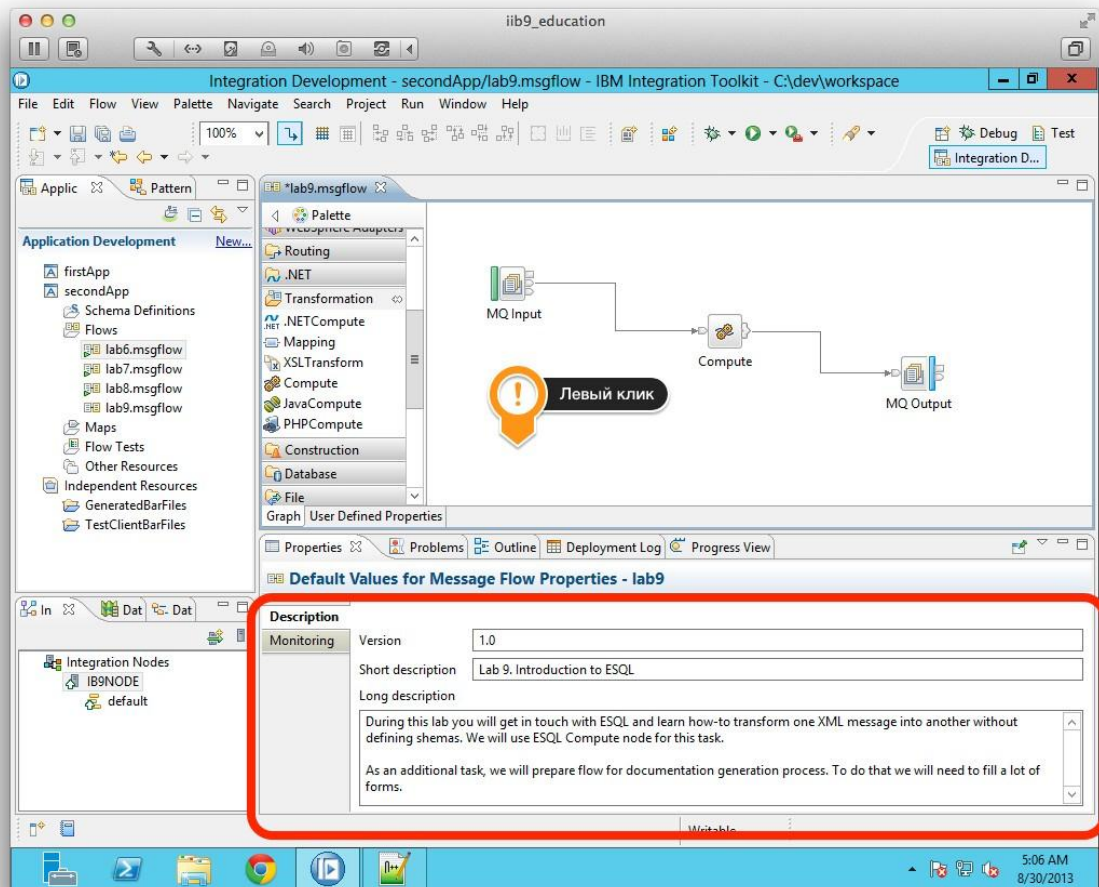 iib9_education
Integration Development - secondApp/lab9.msgflow - IBM Integration Toolkit - C:\dev\workspace
File Edit Flow View Palette Navigate Search Project Run Window Help
100%
Debug Test
Integration D...
Applic Pattern
*lab9.msgflow
Palette
Application Development New...
firstApp
secondApp
Schema Definitions
Flows
lab6.msgflow
lab7.msgflow
lab8.msgflow
lab9.msgflow
Maps
Flow Tests
Other Resources
Independent Resources
GeneratedBarFiles
TestClientBarFiles
WebSphere Adapters
Routing
.NET
Transformation
.NETCompute
Mapping
XSLTransform
Compute
JavaCompute
PHPCompute
Construction
Database
File
Graph User Defined Properties
MQ Input
Compute
MQ Output
! Левый клик
Properties Problems Outline Deployment Log Progress View
Default Values for Message Flow Properties - lab9
In Dat Dat
Integration Nodes
IB9NODE
default
Description
Monitoring
Version 1.0
Short description Lab 9. Introduction to ESQL
Long description
During this lab you will get in touch with ESQL and learn how-to transform one XML message into another without
defining shemas. We will use ESQL Compute node for this task.
As an additional task, we will prepare flow for documentation generation process. To do that we will need to fill a lot of
forms.
Writable
5:06 AM
8/30/2013